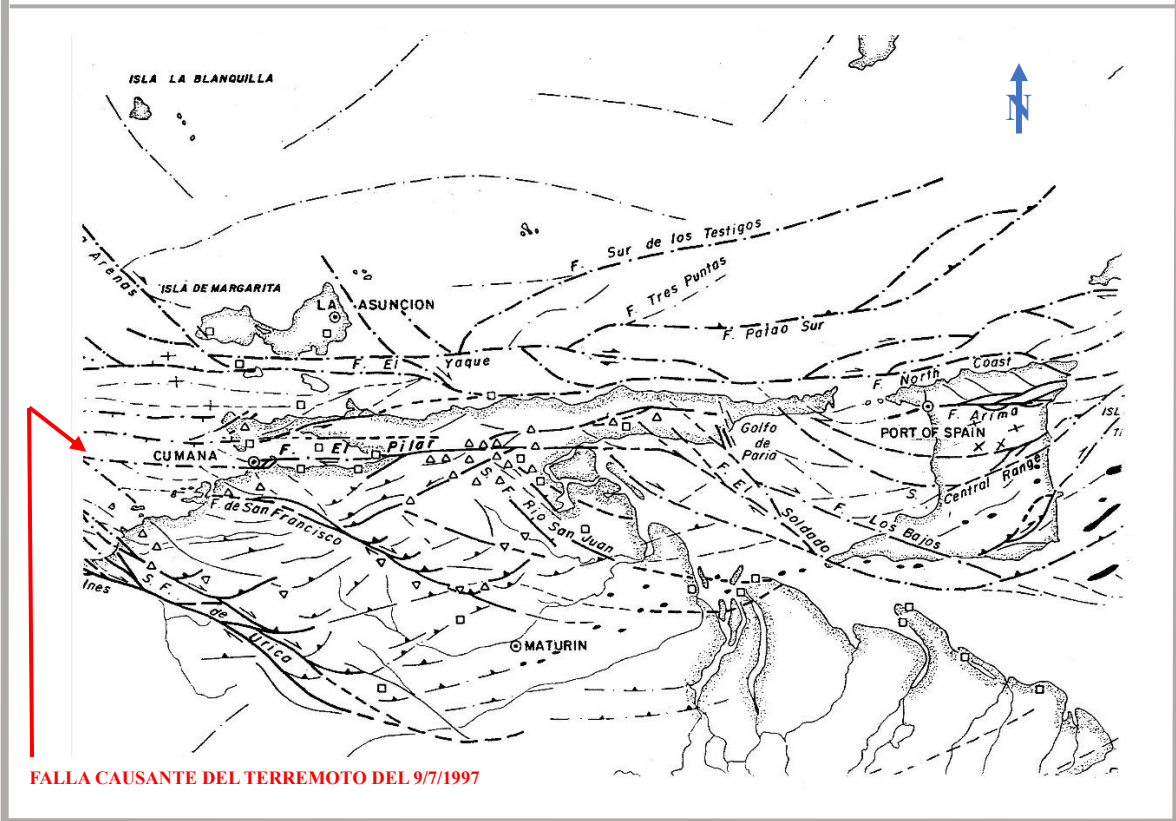 ISLA LA BLANQUILLA
N
F. Sur de los Testigos
Arenas
ISLA DE MARGARITA
F. Tres Puntas
LA ASUNCION
F. Palao Sur
F. El Yaque
F. North Coast
F. Arima
ISL
F. El Pilar
Golfo de Paria
PORT OF SPAIN
CUMANA
S. F. Rio San Juan
F. El Soldado
S. Central Range
F. de San Francisco
F. Los Bajos
S. F. de Urica
ines
MATURIN
FALLA CAUSANTE DEL TERREMOTO DEL 9/7/1997